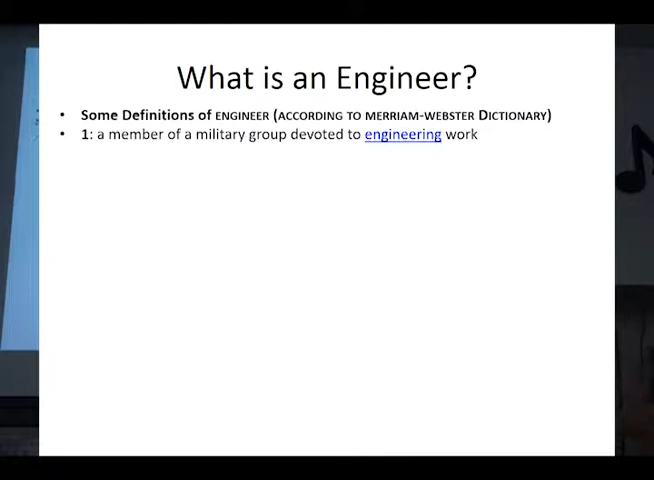 What is an Engineer?
• Some Definitions of ENGINEER (ACCORDING TO MERRIAM-WEBSTER DICTIONARY)
• 1: a member of a military group devoted to engineering work